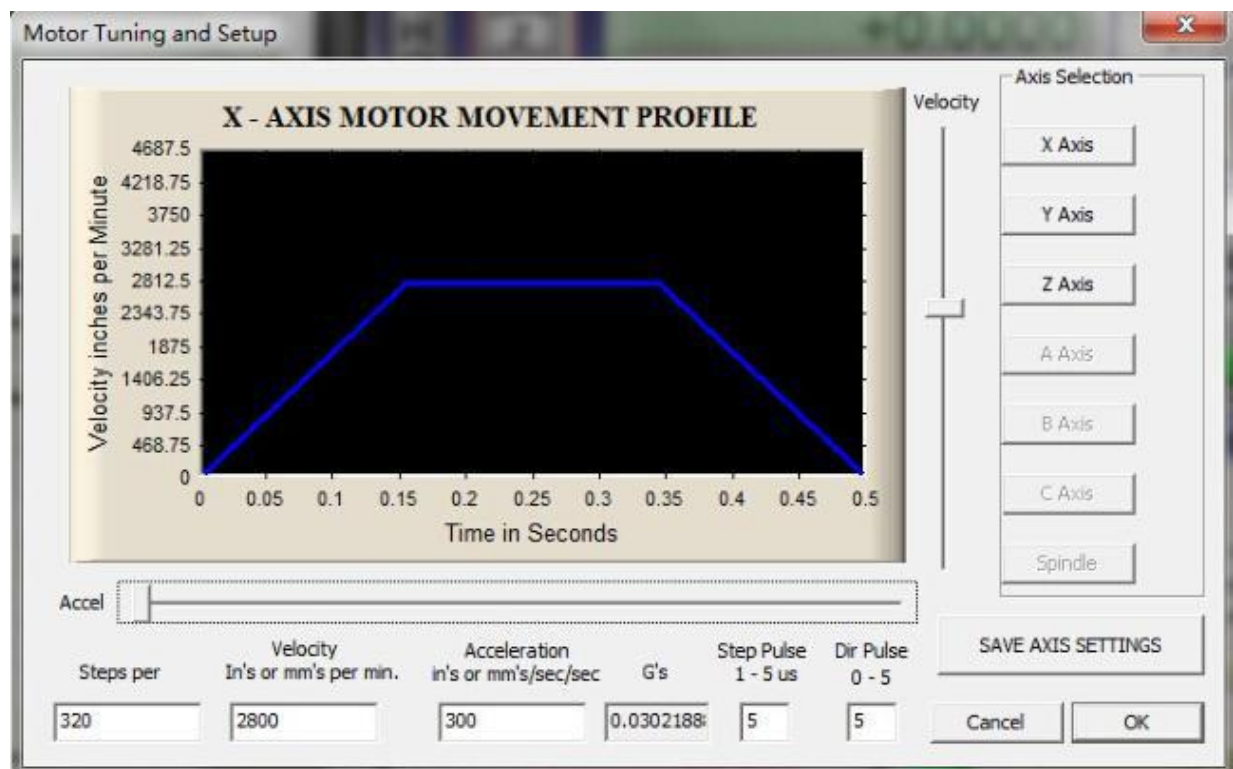 Motor Tuning and Setup
+0.0000
X - AXIS MOTOR MOVEMENT PROFILE
Velocity inches per Minute
4687.5
4218.75
3750
3281.25
2812.5
2343.75
1875
1406.25
937.5
468.75
0
0 0.05 0.1 0.15 0.2 0.25 0.3 0.35 0.4 0.45 0.5
Time in Seconds
Velocity
Axis Selection
X Axis
Y Axis
Z Axis
A Axis
B Axis
C Axis
Spindle
Accel
Steps per
320
Velocity
In's or mm's per min.
2800
Acceleration
in's or mm's/sec/sec
300
G's
0.0302188
Step Pulse
1 - 5 us
5
Dir Pulse
0 - 5
5
SAVE AXIS SETTINGS
Cancel
OK